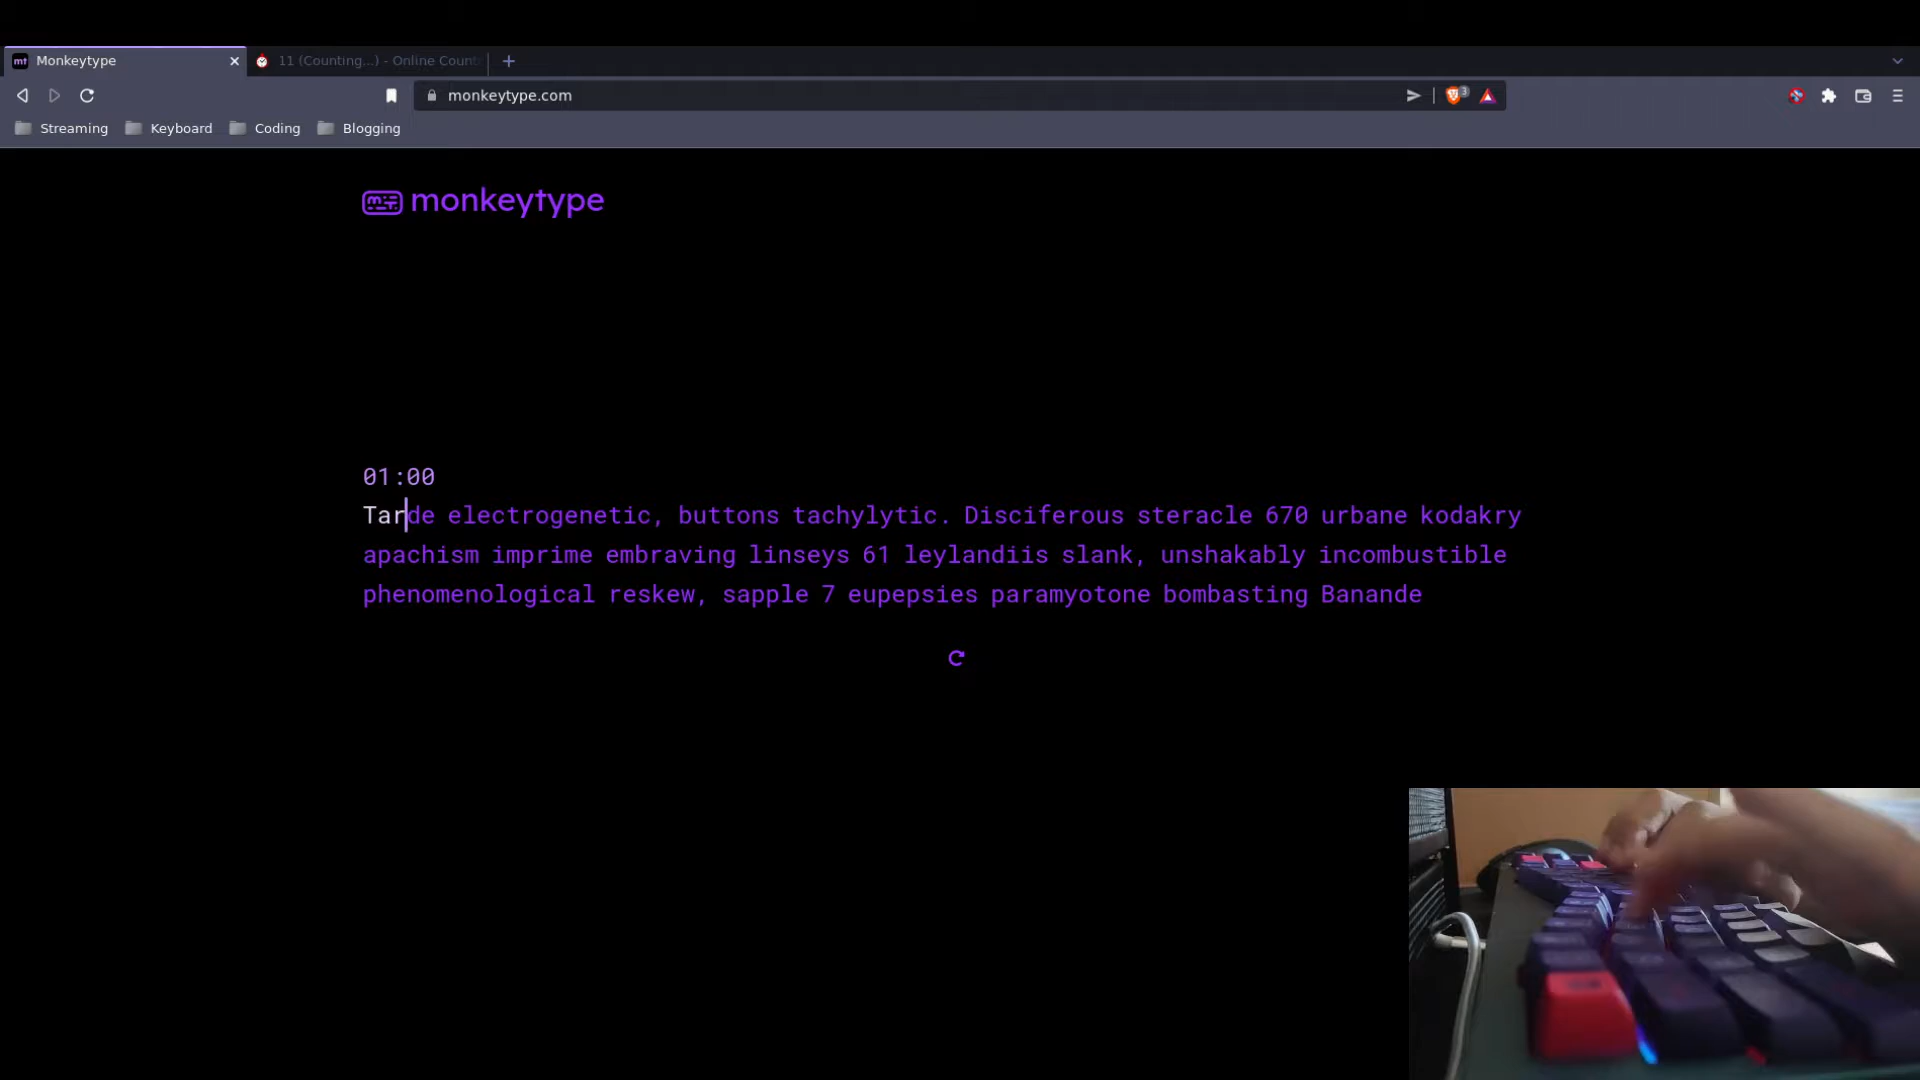 Monkeytype
11 (Counting...) - Online Count
monkeytype.com
3
Streaming
Keyboard
Coding
Blogging
monkeytype
01:00
Tarde electrogenetic, buttons tachylytic. Disciferous steracle 670 urbane kodakry
apachism imprime embraving linseys 61 leylandiis slank, unshakably incombustible
phenomenological reskew, sapple 7 eupepsies paramyotone bombasting Banande